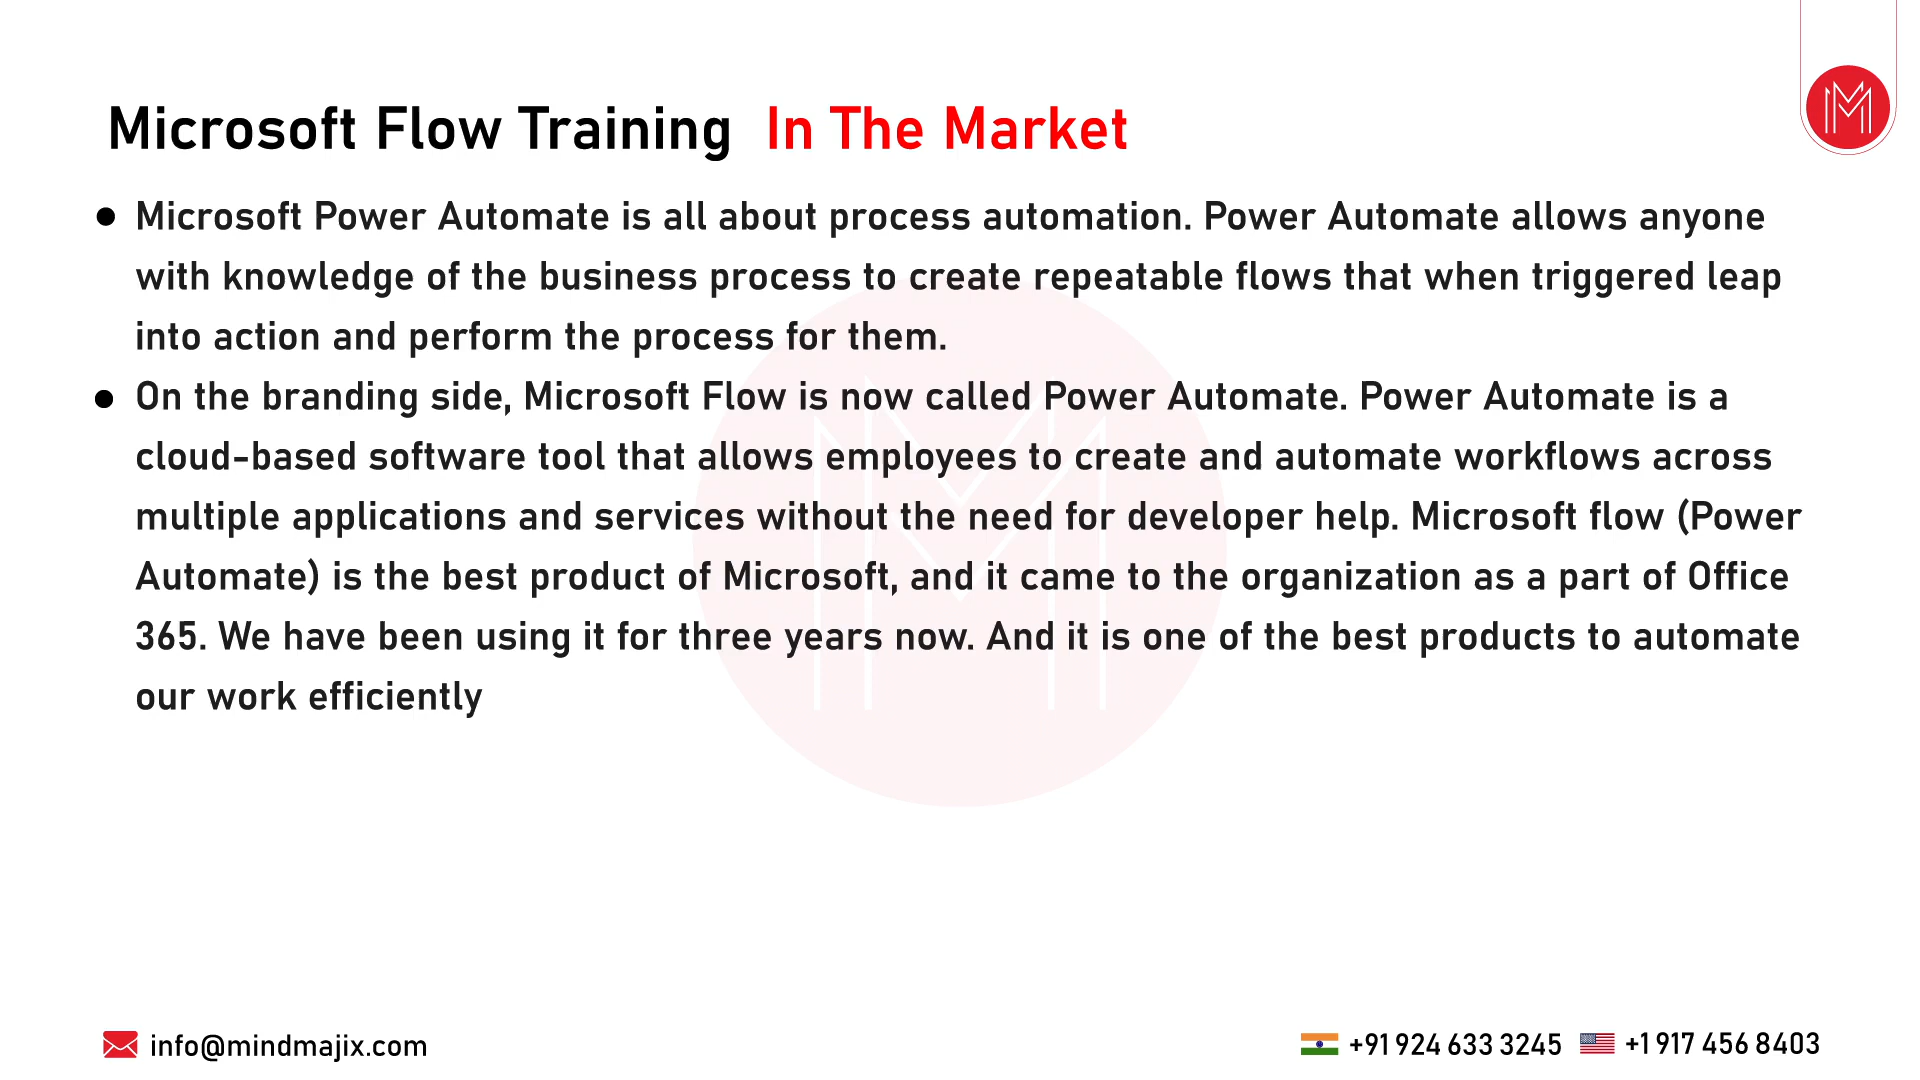 Microsoft Flow Training In The Market
● Microsoft Power Automate is all about process automation. Power Automate allows anyone
with knowledge of the business process to create repeatable flows that when triggered leap
into action and perform the process for them.
● On the branding side, Microsoft Flow is now called Power Automate. Power Automate is a
cloud-based software tool that allows employees to create and automate workflows across
multiple applications and services without the need for developer help. Microsoft flow (Power
Automate) is the best product of Microsoft, and it came to the organization as a part of Office
365. We have been using it for three years now. And it is one of the best products to automate
our work efficiently
info@mindmajix.com
+91 924 633 3245
+1 917 456 8403